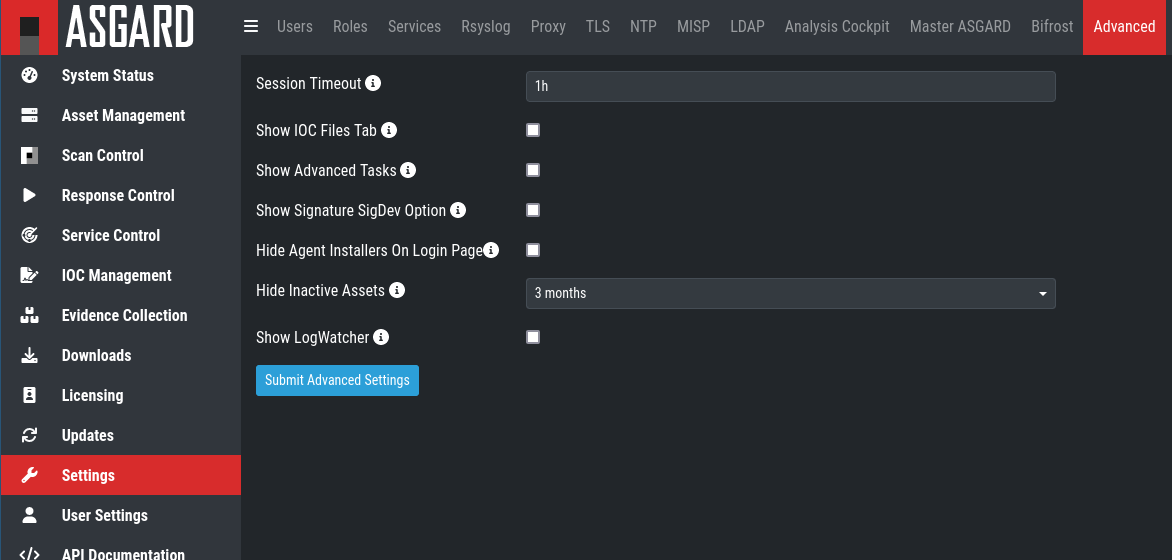 ASGARD
Users Roles Services Rsyslog Proxy TLS NTP MISP LDAP Analysis Cockpit Master ASGARD Bifrost Advanced
System Status
Asset Management
Scan Control
Response Control
Service Control
IOC Management
Evidence Collection
Downloads
Licensing
Updates
Settings
User Settings
API Documentation
Session Timeout 1h
Show IOC Files Tab
Show Advanced Tasks
Show Signature SigDev Option
Hide Agent Installers On Login Page
Hide Inactive Assets 3 months
Show LogWatcher
Submit Advanced Settings